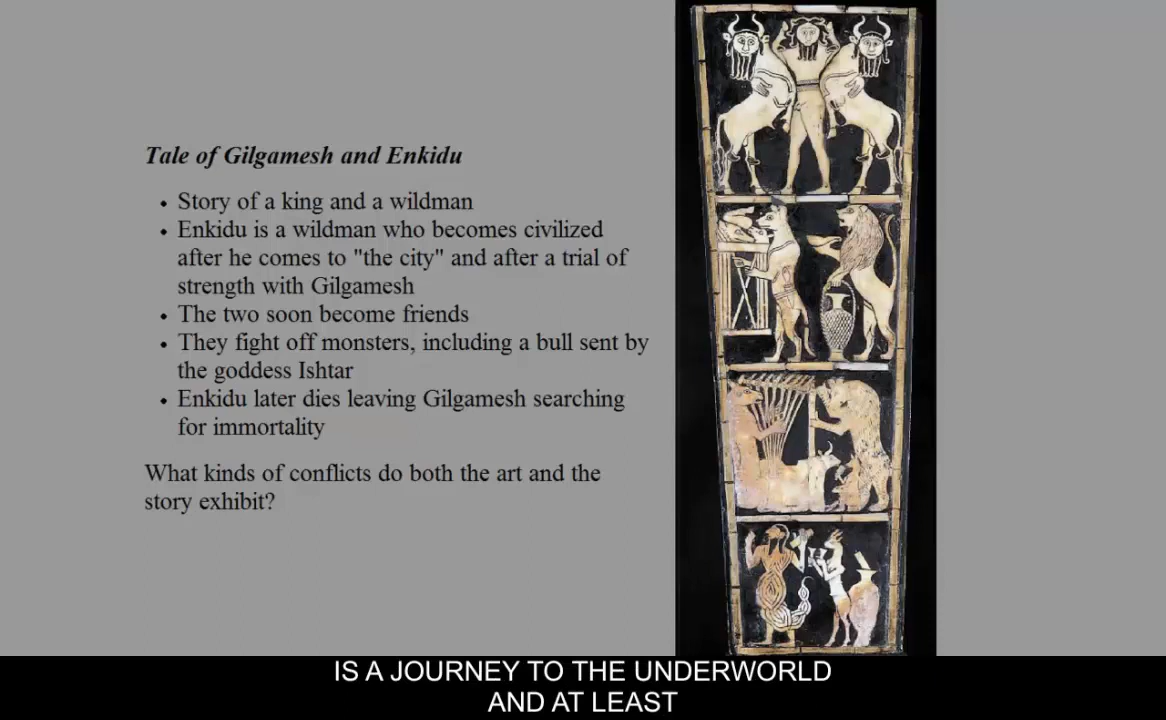 Tale of Gilgamesh and Enkidu
• Story of a king and a wildman
• Enkidu is a wildman who becomes civilized
after he comes to "the city" and after a trial of
strength with Gilgamesh
• The two soon become friends
• They fight off monsters, including a bull sent by
the goddess Ishtar
• Enkidu later dies leaving Gilgamesh searching
for immortality
What kinds of conflicts do both the art and the
story exhibit?
IS A JOURNEY TO THE UNDERWORLD
AND AT LEAST